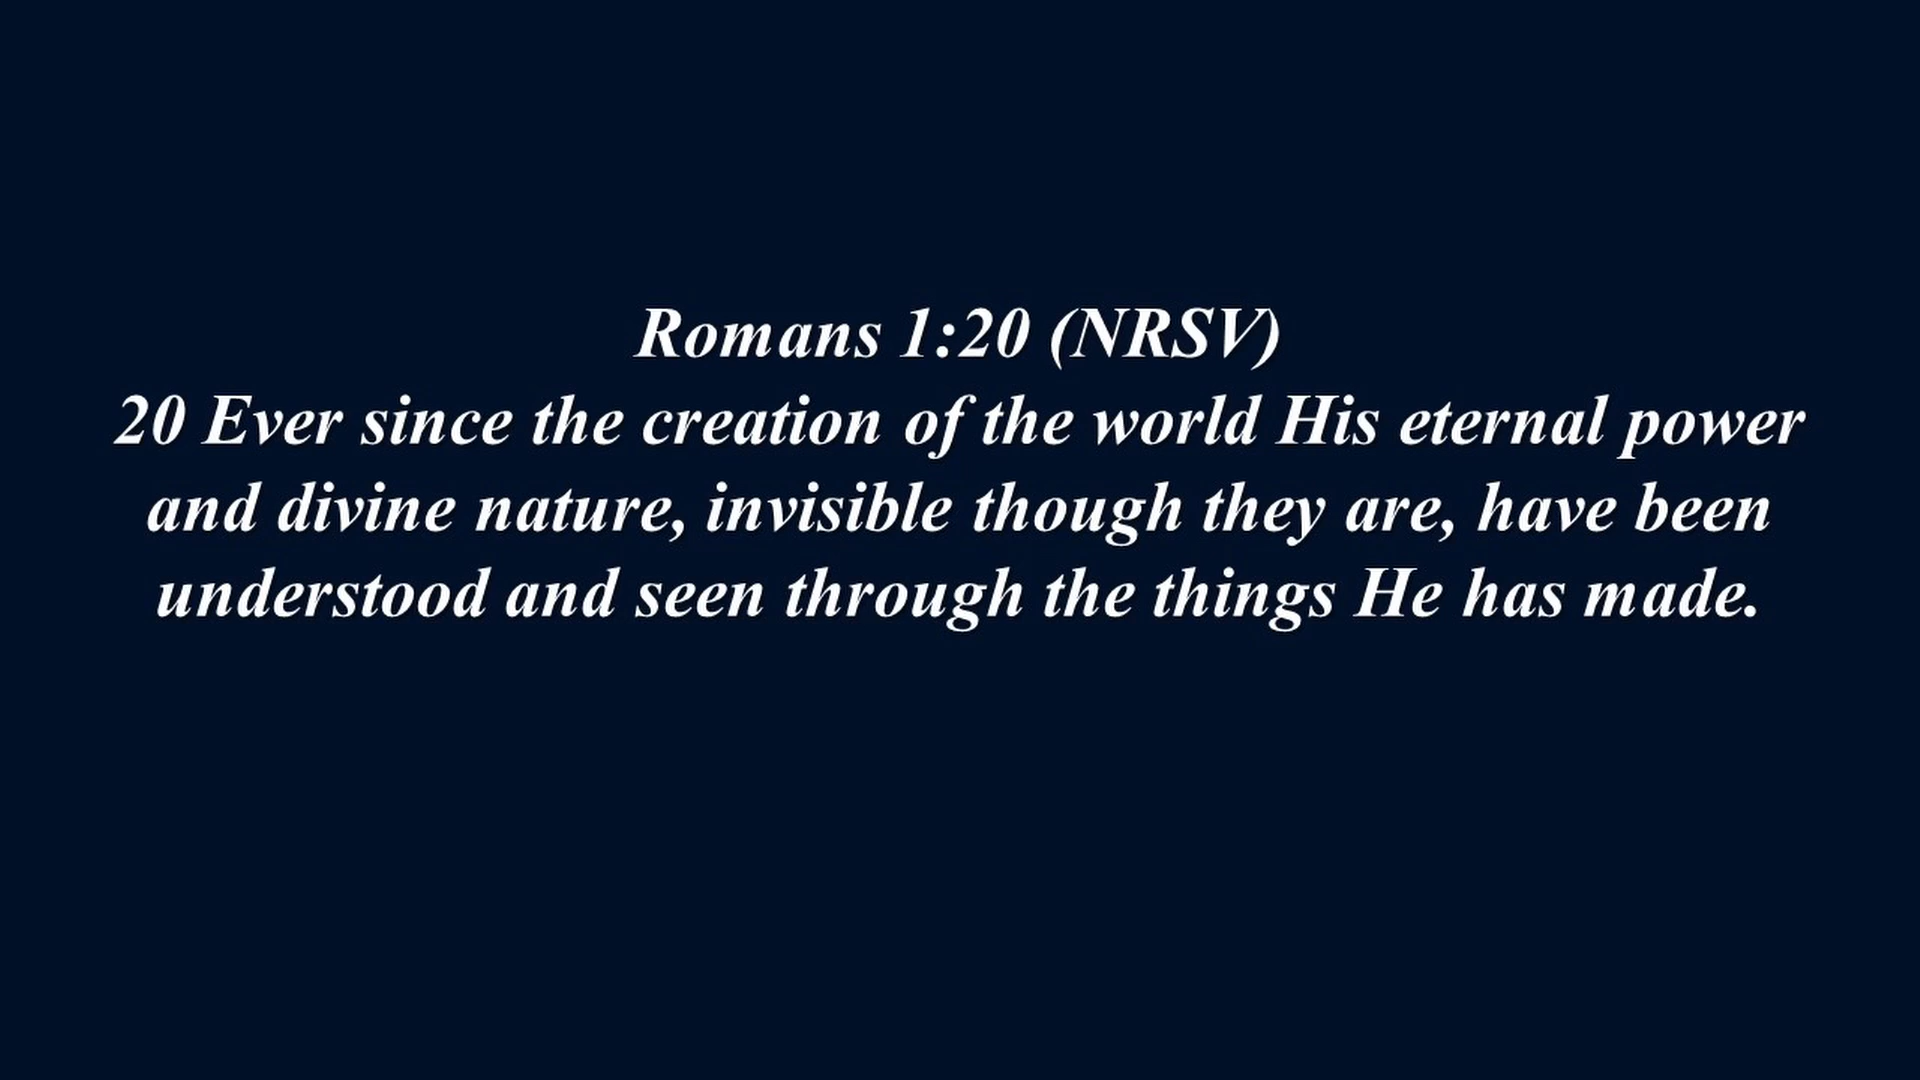 Romans 1:20 (NRSV)
20 Ever since the creation of the world His eternal power
and divine nature, invisible though they are, have been
understood and seen through the things He has made.